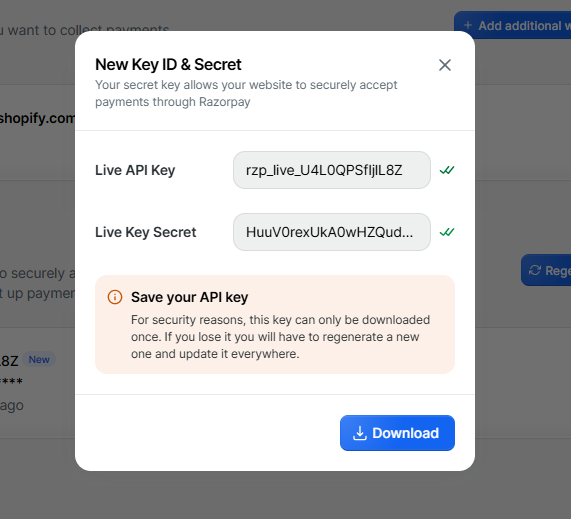 u want to collect payments
+ Add additional w
New Key ID & Secret
Your secret key allows your website to securely accept
payments through Razorpay
shopify.com
Live API Key
Live Key Secret HuuV0rexUkA0wHZQud...
o securely a
t up paymen
Rege
Save your API key
For security reasons, this key can only be downloaded
once. If you lose it you will have to regenerate a new
one and update it everywhere.
8Z New
****
ago
Download